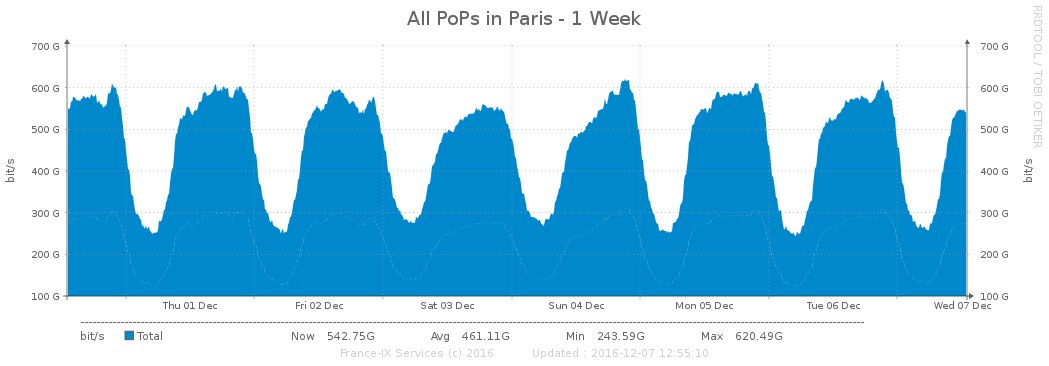 All PoPs in Paris - 1 Week
RRDTOOL / TOBI OETIKER
700 G 700 G
600 G 600 G
500 G 500 G
400 G 400 G
300 G 300 G
200 G 200 G
100 G 100 G
bit/s bit/s
Thu 01 Dec Fri 02 Dec Sat 03 Dec Sun 04 Dec Mon 05 Dec Tue 06 Dec Wed 07 Dec
bit/s Total Now 542.75G Avg 461.11G Min 243.59G Max 620.49G
France-IX Services (c) 2016 Updated : 2016-12-07 12:55:10